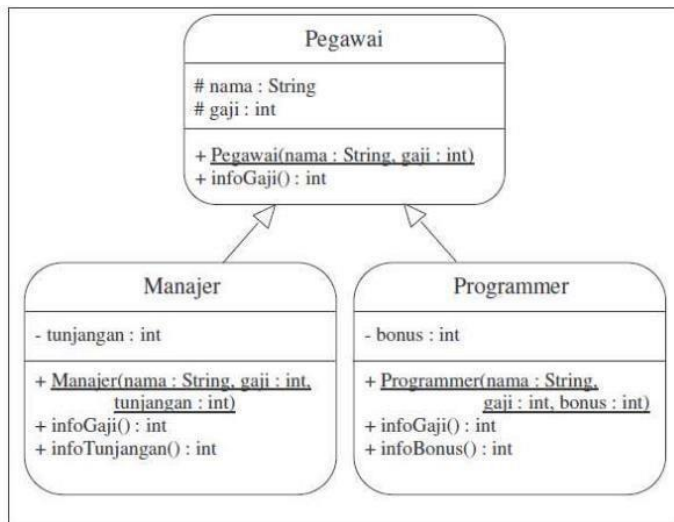 Pegawai
# nama : String
# gaji : int
+ Pegawai(nama : String, gaji : int)
+ infoGaji() : int
Manajer
- tunjangan : int
+ Manajer(nama : String, gaji : int,
tunjangan : int)
+ infoGaji() : int
+ infoTunjangan() : int
Programmer
- bonus : int
+ Programmer(nama : String,
gaji : int, bonus : int)
+ infoGaji() : int
+ infoBonus() : int